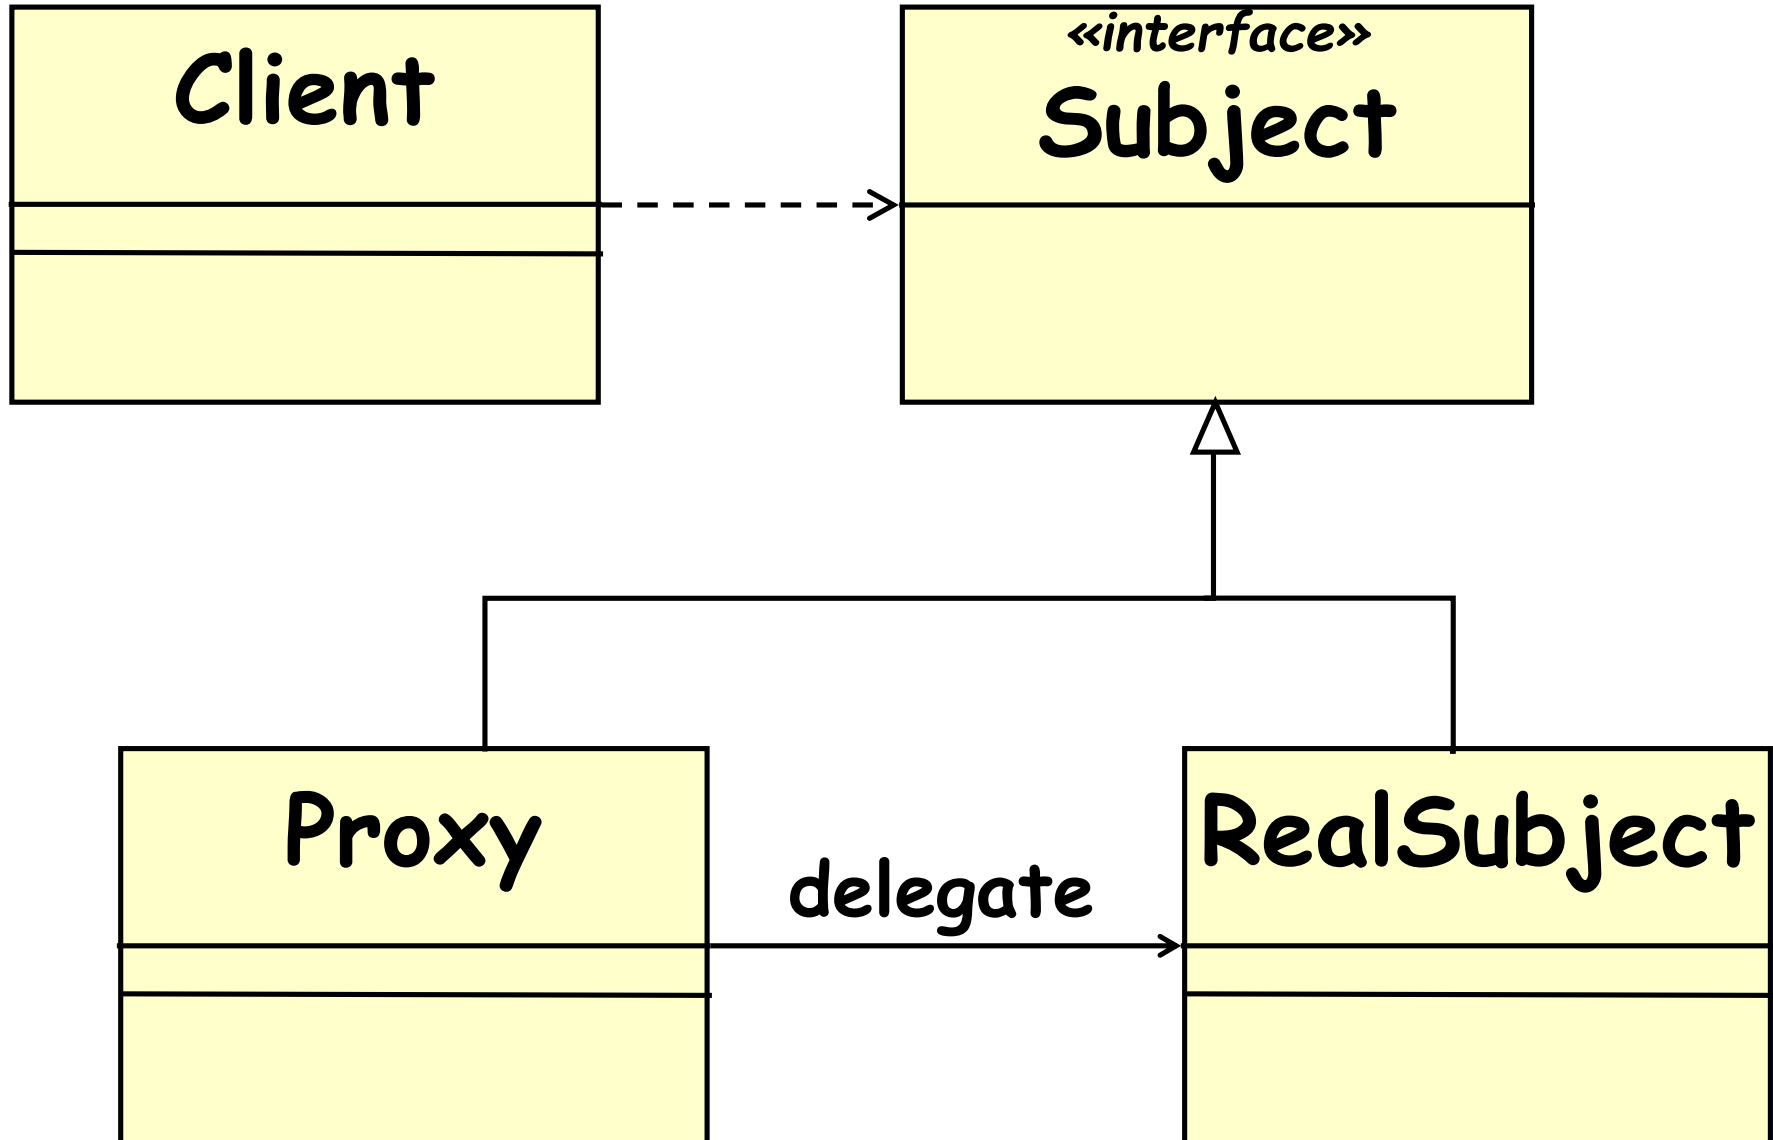 Client
«interface»
Subject
Proxy
delegate
RealSubject